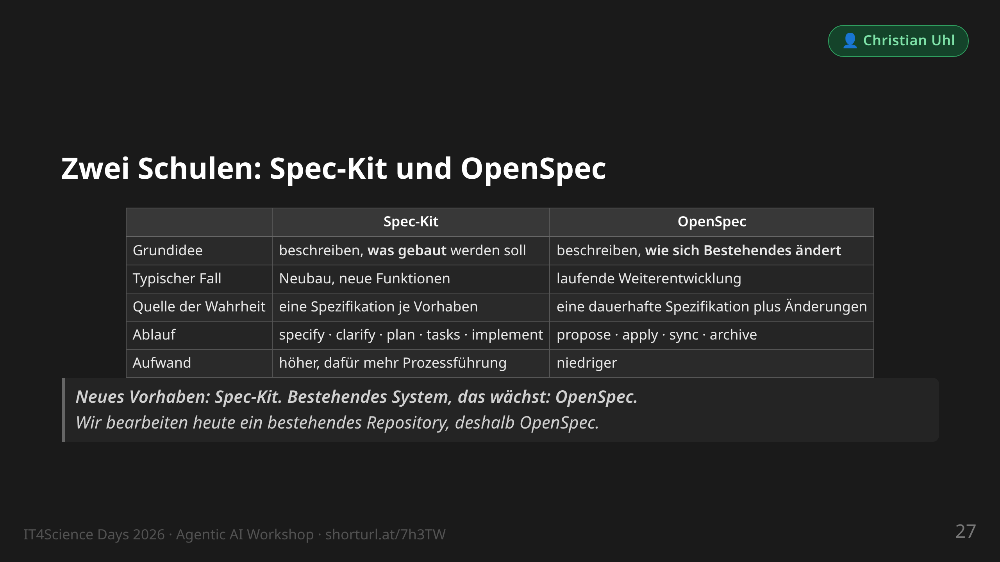 Christian Uhl
Zwei Schulen: Spec-Kit und OpenSpec
Spec-Kit OpenSpec
Grundidee beschreiben, was gebaut werden soll beschreiben, wie sich Bestehendes ändert
Typischer Fall Neubau, neue Funktionen laufende Weiterentwicklung
Quelle der Wahrheit eine Spezifikation je Vorhaben eine dauerhafte Spezifikation plus Änderungen
Ablauf specify · clarify · plan · tasks · implement propose · apply · sync · archive
Aufwand höher, dafür mehr Prozessführung niedriger
Neues Vorhaben: Spec-Kit. Bestehendes System, das wächst: OpenSpec.
Wir bearbeiten heute ein bestehendes Repository, deshalb OpenSpec.
IT4Science Days 2026 · Agentic AI Workshop · shorturl.at/7h3TW
27